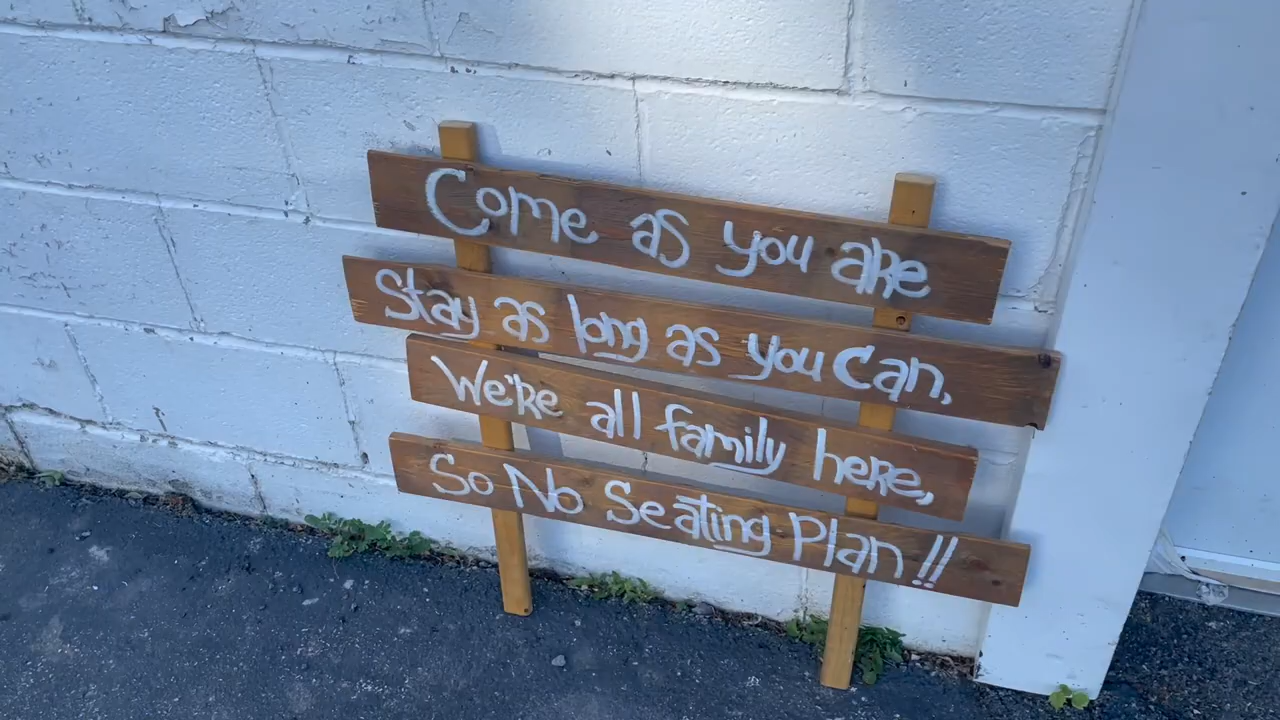 Come as you are
Stay as long as you Can,
We're all family here,
So No Seating Plan!!